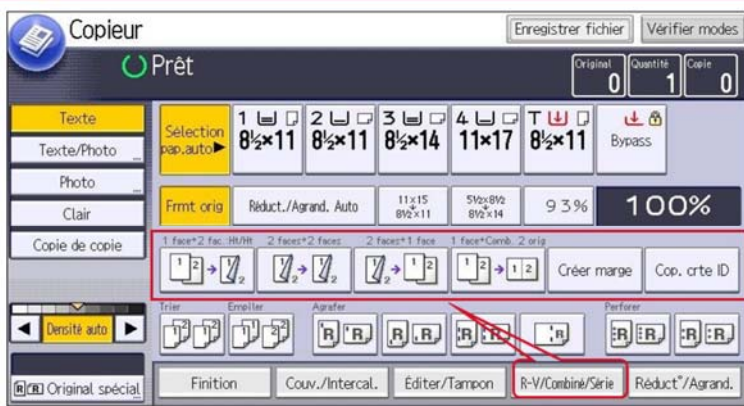 Copieur
Enregistrer fichier
Vérifier modes
Prêt
Original
0
Quantité
1
Copie
0
Texte
Texte/Photo
Photo
Clair
Copie de copie
Densité auto
Original spécial
Sélection
pap.auto►
1
8½×11
2
8½×11
3
8½×14
4
11×17
T
8½×11
Bypass
Frmt orig
Réduct./Agrand. Auto
11×15
8½×11
5½×8½
8½×14
93%
100%
1 face→2 fac.:Ht/Ht
2 faces→2 faces
2 faces→1 face
1 face→Comb. 2 orig
Créer marge
Cop. crte ID
Trier
Empiler
Agrafer
Perforer
Finition
Couv./Intercal.
Éditer/Tampon
R-V/Combiné/Série
Réduct°/Agrand.